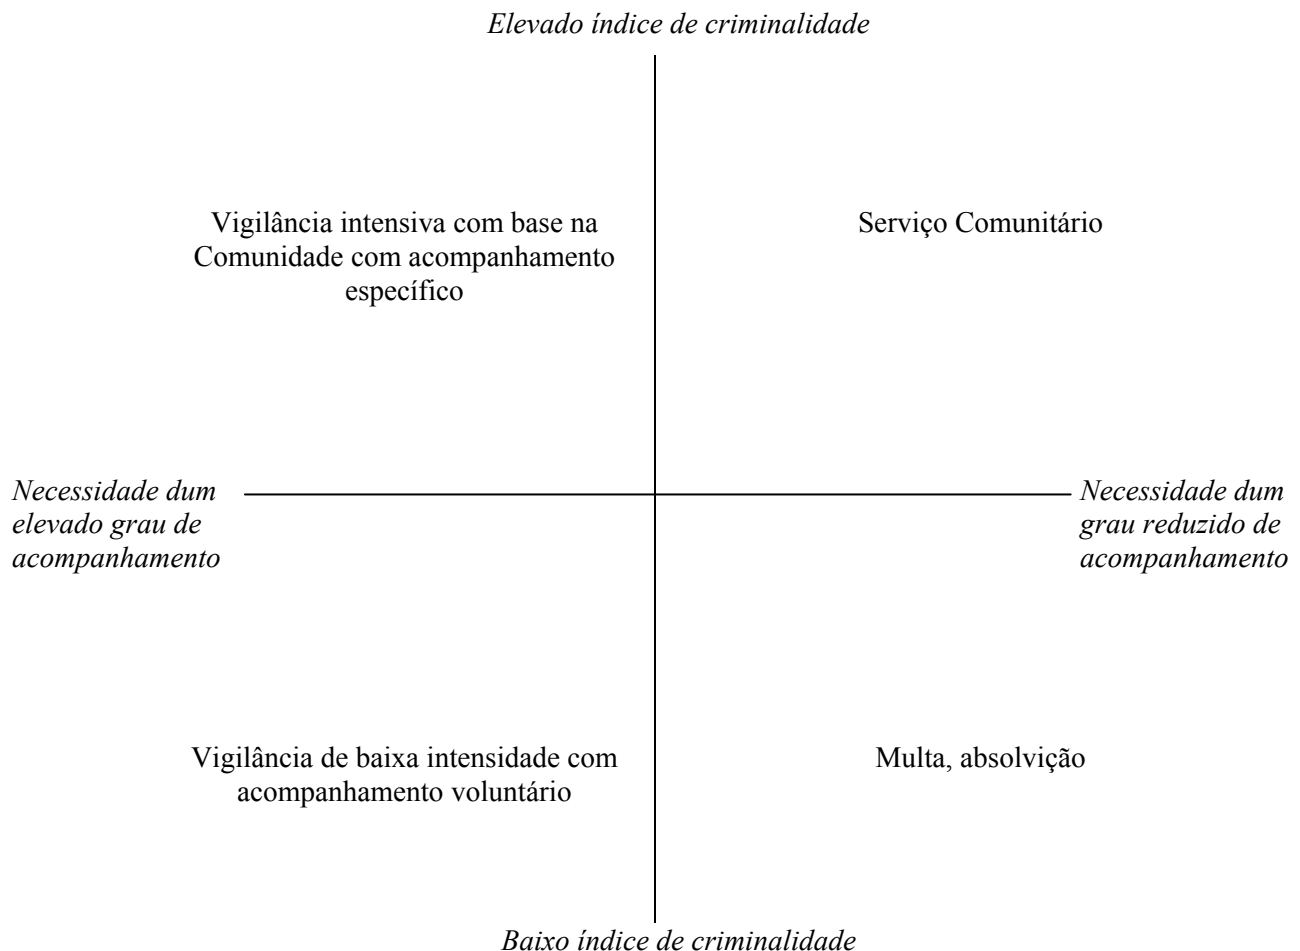 Elevado índice de criminalidade
Vigilância intensiva com base na
Comunidade com acompanhamento
específico
Serviço Comunitário
Necessidade dum
elevado grau de
acompanhamento
Necessidade dum
grau reduzido de
acompanhamento
Vigilância de baixa intensidade com
acompanhamento voluntário
Multa, absolvição
Baixo índice de criminalidade